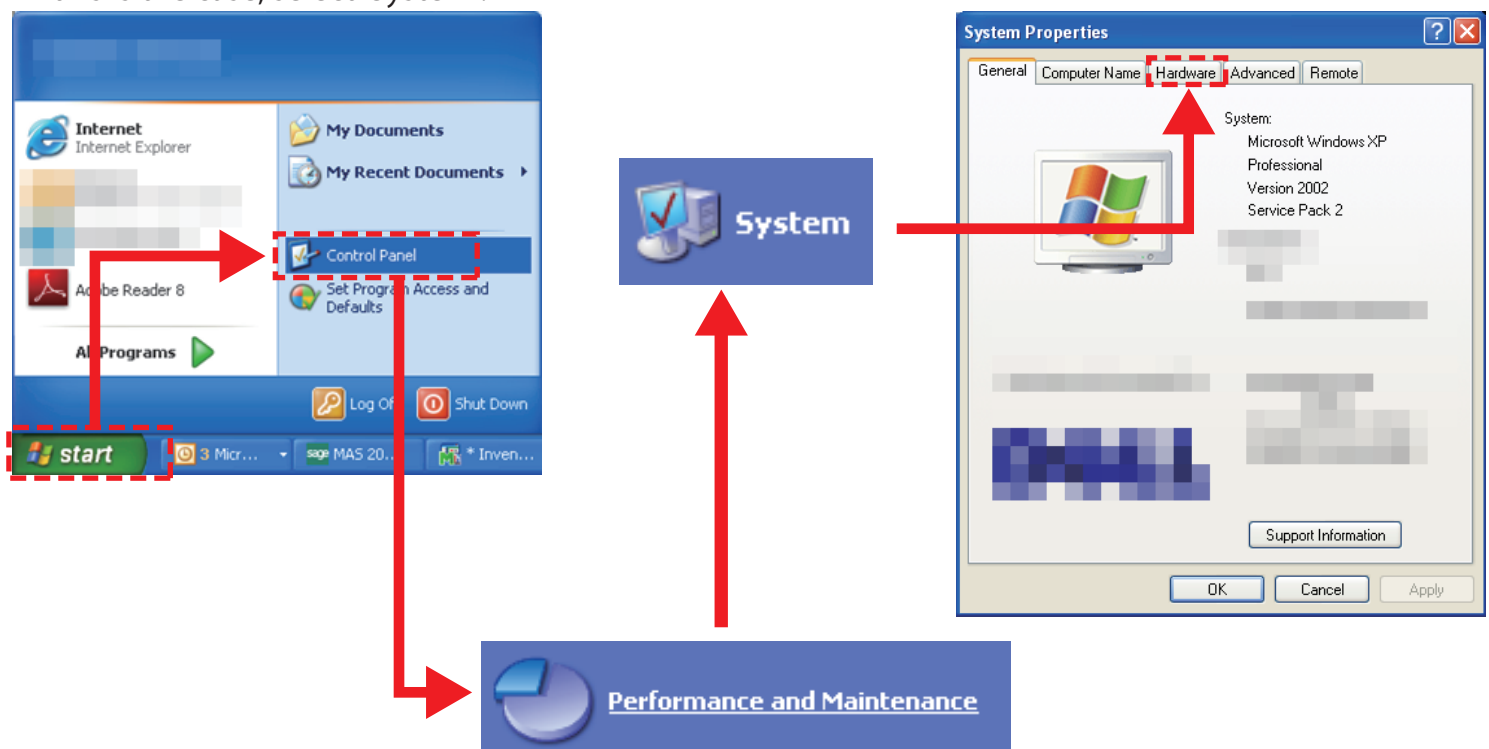 Internet
Internet Explorer
Adobe Reader 8
All Programs
My Documents
My Recent Documents
Control Panel
Set Program Access and
Defaults
Log Off
Shut Down
start
3 Micr...
sage MAS 20...
* Inven...
System
Performance and Maintenance
System Properties
General
Computer Name
Hardware
Advanced
Remote
System:
Microsoft Windows XP
Professional
Version 2002
Service Pack 2
Support Information
OK
Cancel
Apply